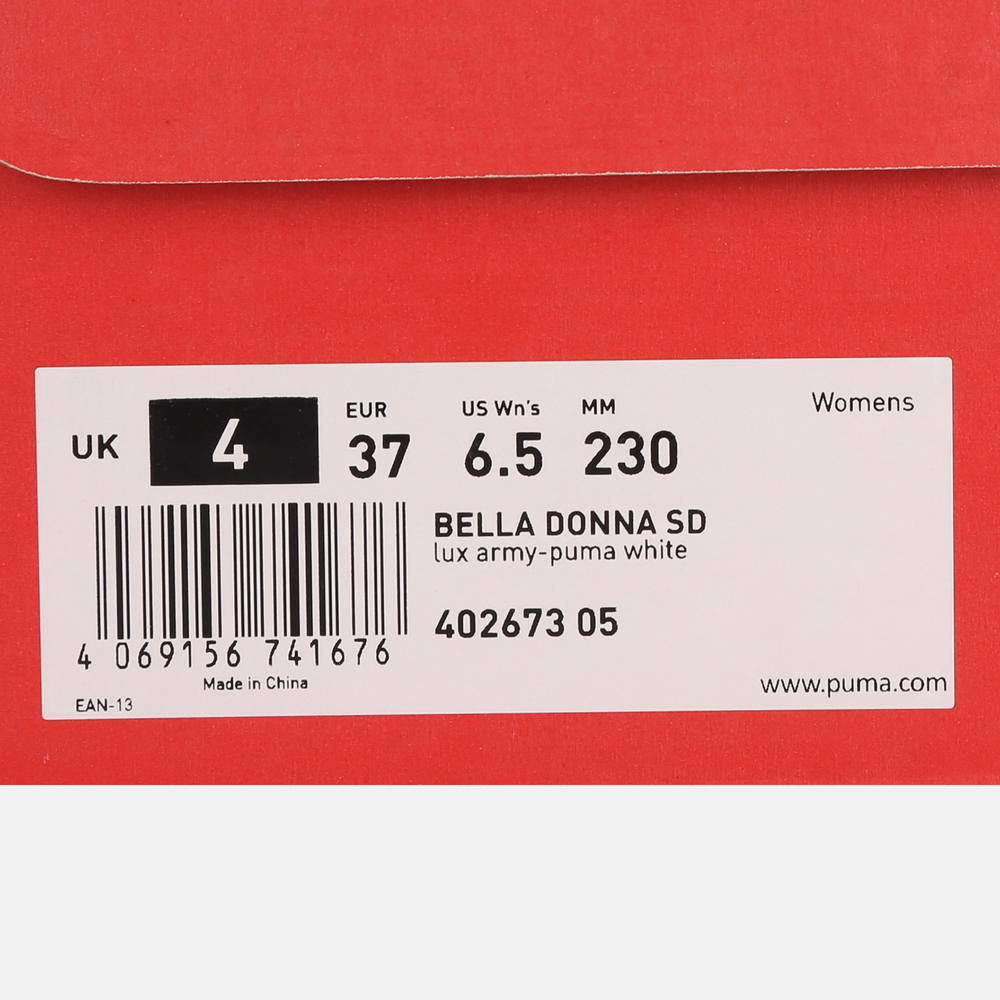 UK 4 EUR 37 US Wn's 6.5 MM 230 Womens
BELLA DONNA SD
lux army-puma white
402673 05
4 069156 741676
Made in China
EAN-13
www.puma.com